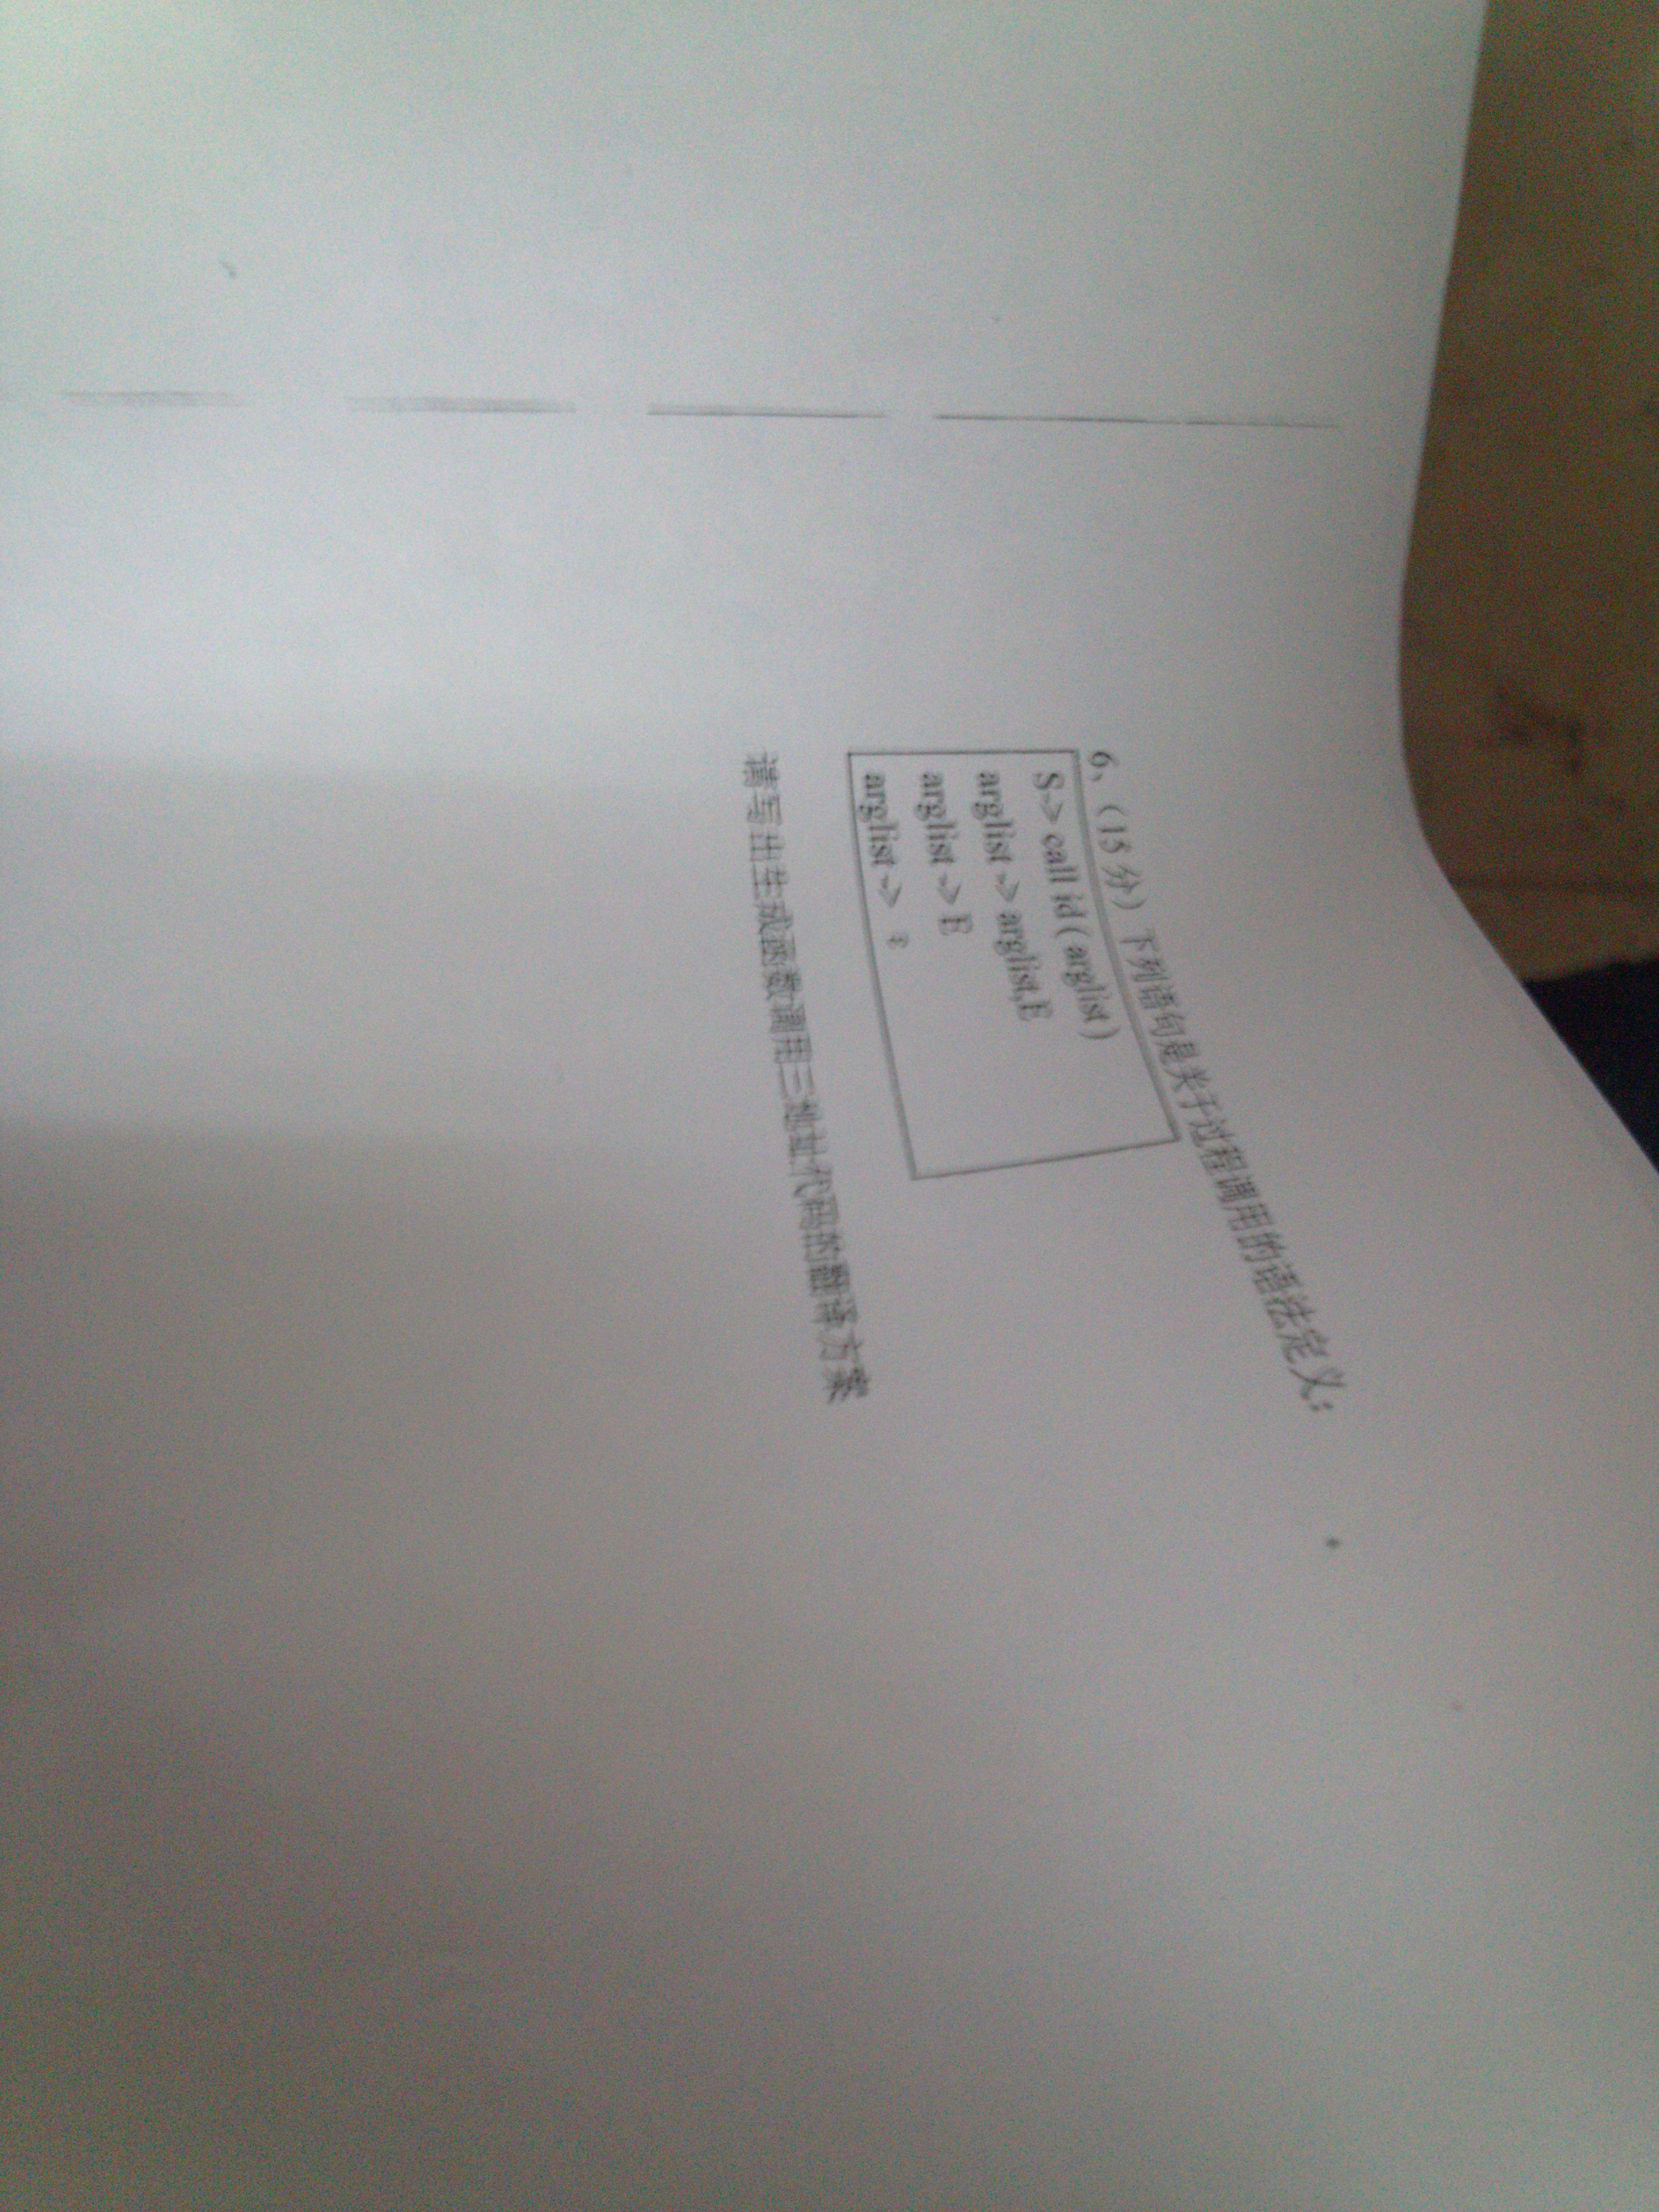 6、（15 分）下列语句是关于过程调用的语法定义：
S-> call id ( arglist )
arglist -> arglist,E
arglist -> E
arglist -> ε
请写出生成函数调用三地址代码的翻译方案